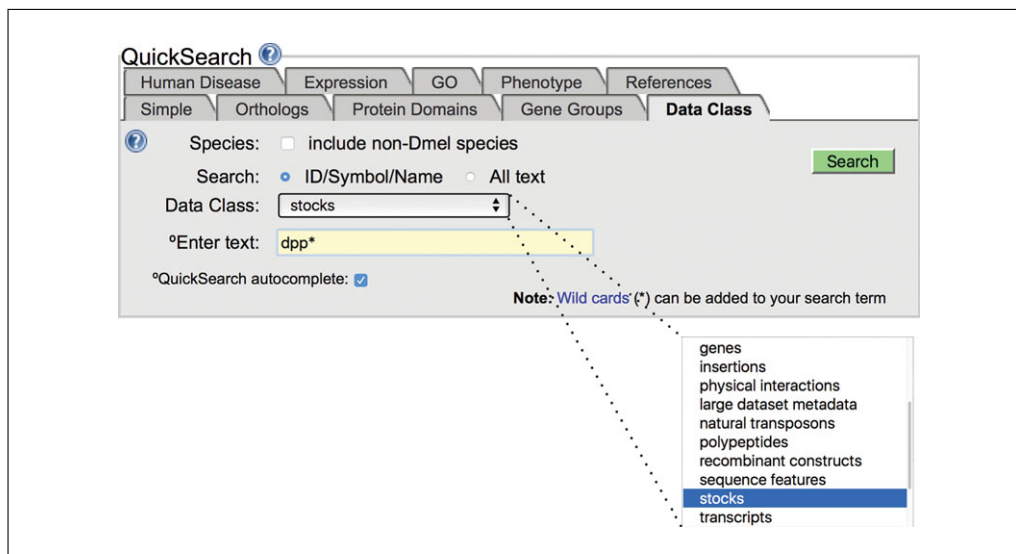 QuickSearch ?
Human Disease Expression GO Phenotype References
Simple Orthologs Protein Domains Gene Groups Data Class
? Species: include non-Dmel species
Search
Search: ID/Symbol/Name All text
Data Class: stocks
ºEnter text: dpp*
ºQuickSearch autocomplete:
Note: Wild cards (*) can be added to your search term
genes
insertions
physical interactions
large dataset metadata
natural transposons
polypeptides
recombinant constructs
sequence features
stocks
transcripts